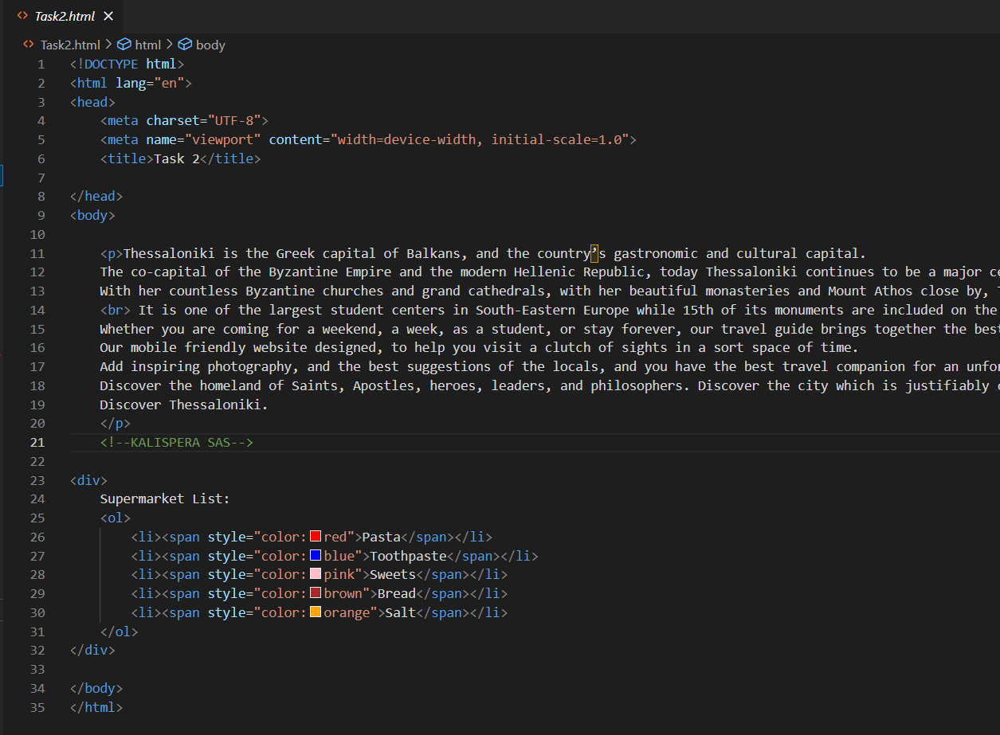 Task2.html
Task2.html > html > body
1 <!DOCTYPE html>
2 <html lang="en">
3 <head>
4 <meta charset="UTF-8">
5 <meta name="viewport" content="width=device-width, initial-scale=1.0">
6 <title>Task 2</title>
7
8 </head>
9 <body>
10
11 <p>Thessaloniki is the Greek capital of Balkans, and the country’s gastronomic and cultural capital.
12 The co-capital of the Byzantine Empire and the modern Hellenic Republic, today Thessaloniki continues to be a major
13 With her countless Byzantine churches and grand cathedrals, with her beautiful monasteries and Mount Athos close by,
14 <br> It is one of the largest student centers in South-Eastern Europe while 15th of its monuments are included on the
15 Whether you are coming for a weekend, a week, as a student, or stay forever, our travel guide brings together the best
16 Our mobile friendly website designed, to help you visit a clutch of sights in a sort space of time.
17 Add inspiring photography, and the best suggestions of the locals, and you have the best travel companion for an
18 Discover the homeland of Saints, Apostles, heroes, leaders, and philosophers. Discover the city which is justifiably
19 Discover Thessaloniki.
20 </p>
21 <!--KALISPERA SAS-->
22
23 <div>
24 Supermarket List:
25 <ol>
26 <li><span style="color:red">Pasta</span></li>
27 <li><span style="color:blue">Toothpaste</span></li>
28 <li><span style="color:pink">Sweets</span></li>
29 <li><span style="color:brown">Bread</span></li>
30 <li><span style="color:orange">Salt</span></li>
31 </ol>
32 </div>
33
34 </body>
35 </html>